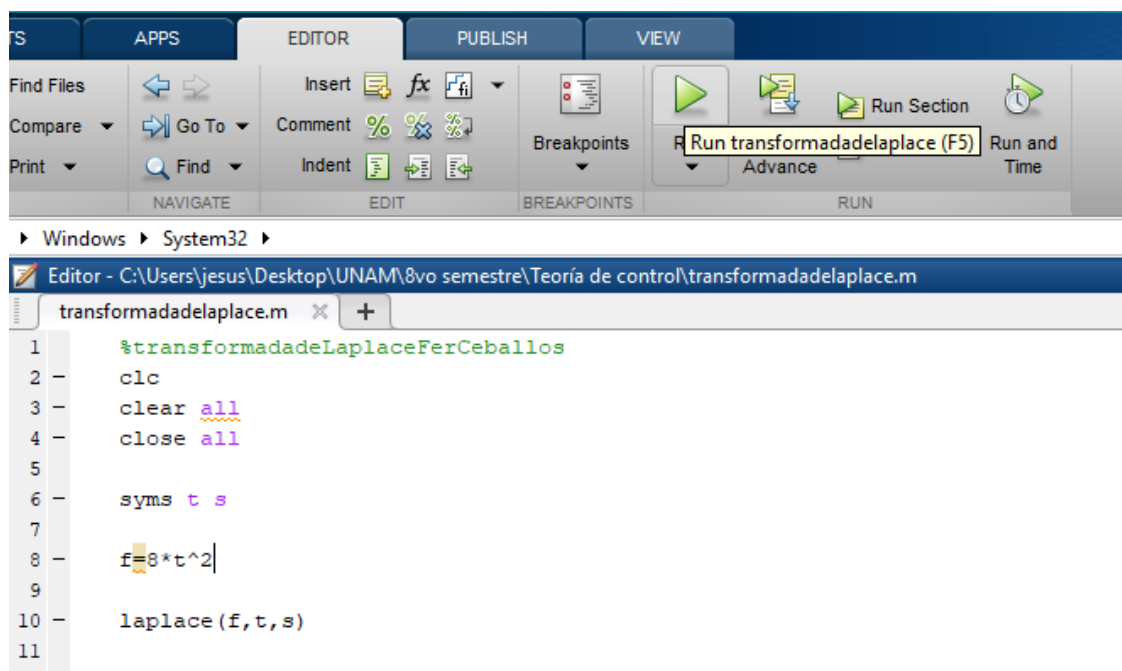 TS APPS EDITOR PUBLISH VIEW
Find Files Insert fx fi
Compare Go To Comment % % Breakpoints R Run Section
Run transformadadelaplace (F5) Run and
Print Find Indent Advance Time
NAVIGATE EDIT BREAKPOINTS RUN
Windows System32
Editor - C:\Users\jesus\Desktop\UNAM\8vo semestre\Teoría de control\transformadadelaplace.m
transformadadelaplace.m +
1 %transformadadeLaplaceFerCeballos
2 - clc
3 - clear all
4 - close all
5
6 - syms t s
7
8 - f=8*t^2
9
10 - laplace(f,t,s)
11